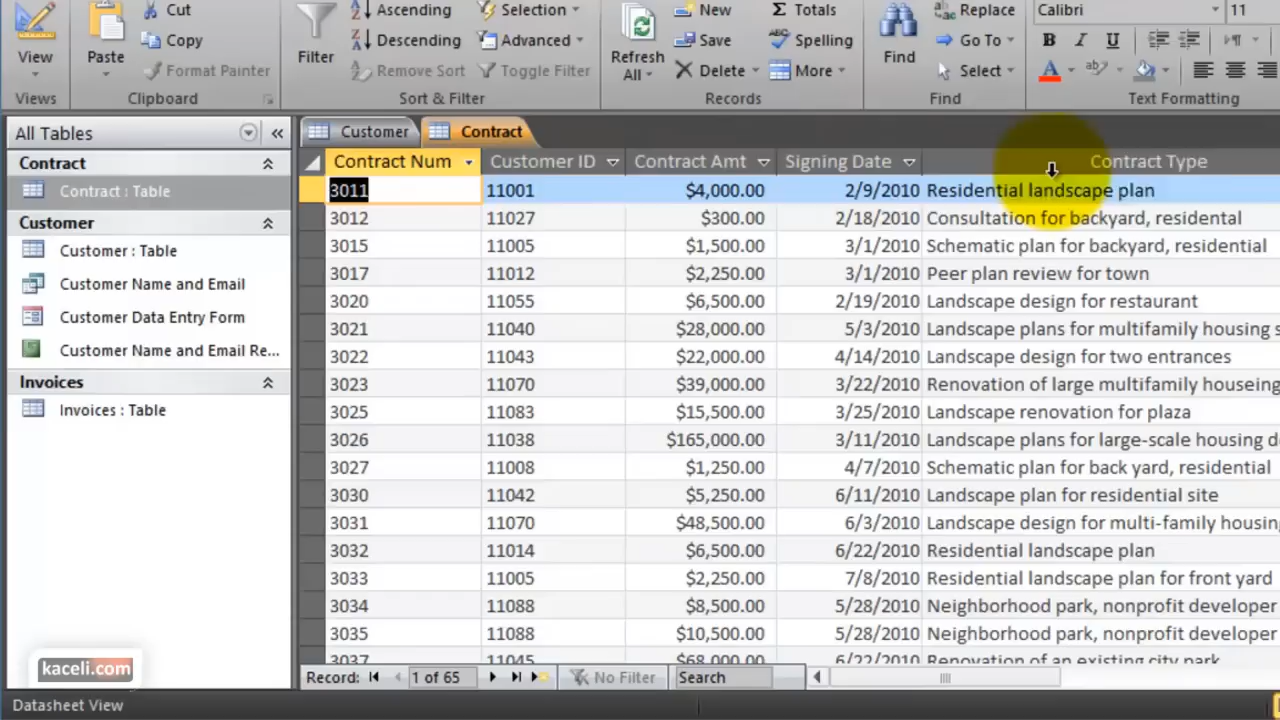 Cut
Ascending
Selection
New
Totals
Replace
Calibri
11
View
Paste
Copy
Filter
Descending
Advanced
Refresh
All
Save
Spelling
Find
Go To
B I U
Format Painter
Remove Sort
Toggle Filter
Delete
More
Select
Views
Clipboard
Sort & Filter
Records
Find
Text Formatting
All Tables
Customer
Contract
Contract
Contract : Table
Customer
Customer : Table
Customer Name and Email
Customer Data Entry Form
Customer Name and Email Re...
Invoices
Invoices : Table
Contract Num Customer ID Contract Amt Signing Date Contract Type
3011 11001 $4,000.00 2/9/2010 Residential landscape plan
3012 11027 $300.00 2/18/2010 Consultation for backyard, residental
3015 11005 $1,500.00 3/1/2010 Schematic plan for backyard, residential
3017 11012 $2,250.00 3/1/2010 Peer plan review for town
3020 11055 $6,500.00 2/19/2010 Landscape design for restaurant
3021 11040 $28,000.00 5/3/2010 Landscape plans for multifamily housing s
3022 11043 $22,000.00 4/14/2010 Landscape design for two entrances
3023 11070 $39,000.00 3/22/2010 Renovation of large multifamily houseing
3025 11083 $15,500.00 3/25/2010 Landscape renovation for plaza
3026 11038 $165,000.00 3/11/2010 Landscape plans for large-scale housing d
3027 11008 $1,250.00 4/7/2010 Schematic plan for back yard, residential
3030 11042 $5,250.00 6/11/2010 Landscape plan for residential site
3031 11070 $48,500.00 6/3/2010 Landscape design for multi-family housing
3032 11014 $6,500.00 6/22/2010 Residential landscape plan
3033 11005 $2,250.00 7/8/2010 Residential landscape plan for front yard
3034 11088 $8,500.00 5/28/2010 Neighborhood park, nonprofit developer
3035 11088 $10,500.00 5/28/2010 Neighborhood park, nonprofit developer
3037 11045 $68,000.00 6/22/2010 Renovation of an existing city park
kaceli.com
Record: 1 of 65 No Filter Search
Datasheet View